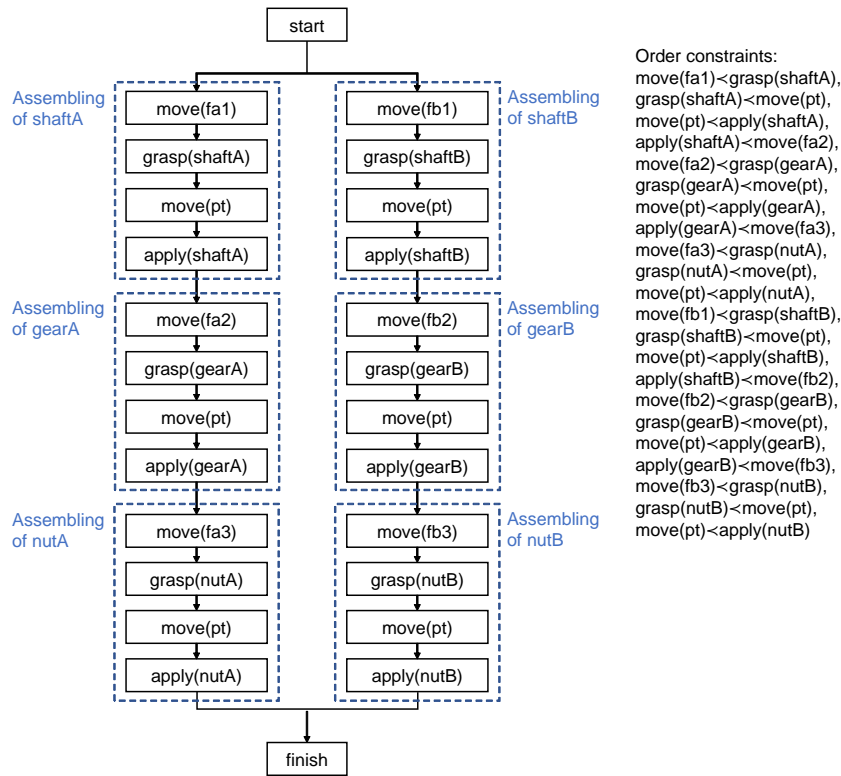 start
Assembling
of shaftA
move(fa1)
grasp(shaftA)
move(pt)
apply(shaftA)
Assembling
of gearA
move(fa2)
grasp(gearA)
move(pt)
apply(gearA)
Assembling
of nutA
move(fa3)
grasp(nutA)
move(pt)
apply(nutA)
Assembling
of shaftB
move(fb1)
grasp(shaftB)
move(pt)
apply(shaftB)
Assembling
of gearB
move(fb2)
grasp(gearB)
move(pt)
apply(gearB)
Assembling
of nutB
move(fb3)
grasp(nutB)
move(pt)
apply(nutB)
finish
Order constraints:
move(fa1)≺grasp(shaftA),
grasp(shaftA)≺move(pt),
move(pt)≺apply(shaftA),
apply(shaftA)≺move(fa2),
move(fa2)≺grasp(gearA),
grasp(gearA)≺move(pt),
move(pt)≺apply(gearA),
apply(gearA)≺move(fa3),
move(fa3)≺grasp(nutA),
grasp(nutA)≺move(pt),
move(pt)≺apply(nutA),
move(fb1)≺grasp(shaftB),
grasp(shaftB)≺move(pt),
move(pt)≺apply(shaftB),
apply(shaftB)≺move(fb2),
move(fb2)≺grasp(gearB),
grasp(gearB)≺move(pt),
move(pt)≺apply(gearB),
apply(gearB)≺move(fb3),
move(fb3)≺grasp(nutB),
grasp(nutB)≺move(pt),
move(pt)≺apply(nutB)